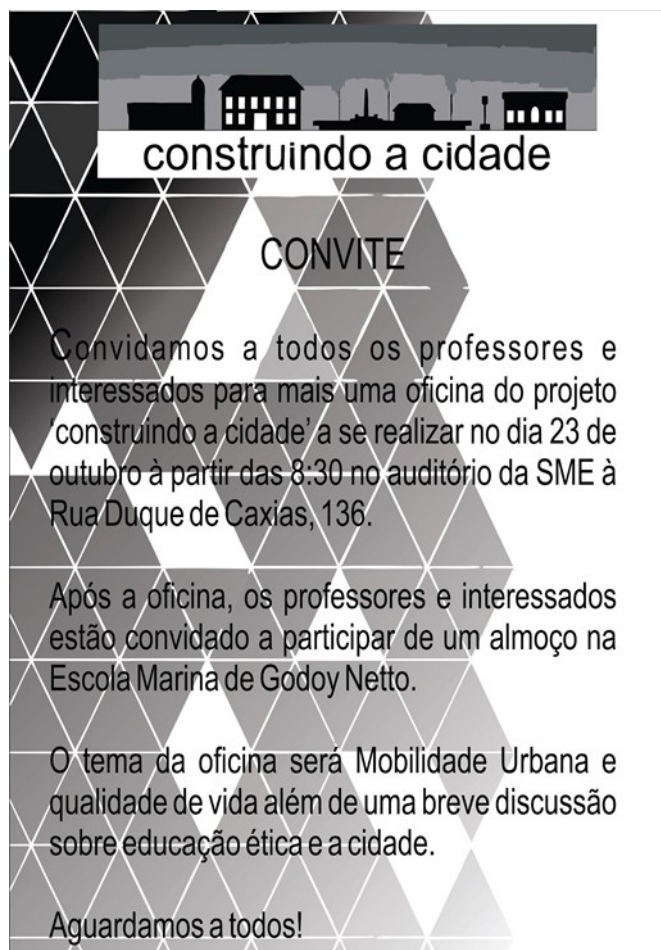 construindo a cidade
CONVITE
Convidamos a todos os professores e
interessados para mais uma oficina do projeto
‘construindo a cidade’ a se realizar no dia 23 de
outubro à partir das 8:30 no auditório da SME à
Rua Duque de Caxias, 136.
Após a oficina, os professores e interessados
estão convidado a participar de um almoço na
Escola Marina de Godoy Netto.
O tema da oficina será Mobilidade Urbana e
qualidade de vida além de uma breve discussão
sobre educação ética e a cidade.
Aguardamos a todos!